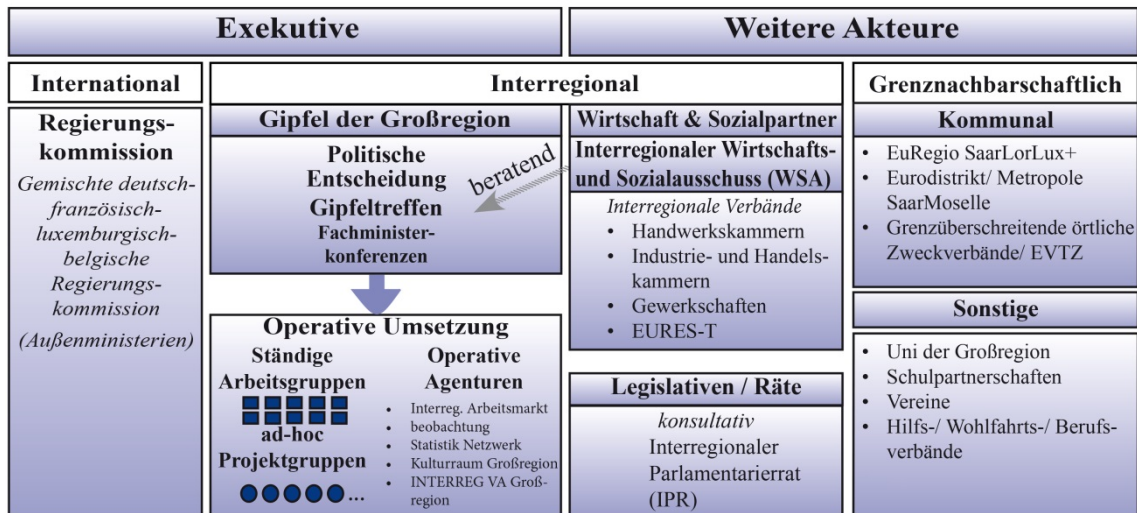 Exekutive
Weitere Akteure
International
Interregional
Grenznachbarschaftlich
Regierungs-
kommission
Gemischte deutsch-
französisch-
luxemburgisch-
belgische
Regierungs-
kommission
(Außenministerien)
Gipfel der Großregion
Politische
Entscheidung
Gipfeltreffen
Fachminister-
konferenzen
beratend
Operative Umsetzung
Ständige
Arbeitsgruppen
ad-hoc
Projektgruppen
...
Operative
Agenturen
• Interreg. Arbeitsmarkt
• beobachtung
• Statistik Netzwerk
• Kulturraum Großregion
• INTERREG VA Groß-
region
Wirtschaft & Sozialpartner
Interregionaler Wirtschafts-
und Sozialausschuss (WSA)
Interregionale Verbände
• Handwerkskammern
• Industrie- und Handels-
kammern
• Gewerkschaften
• EURES-T
Legislativen / Räte
konsultativ
Interregionaler
Parlamentarierrat
(IPR)
Kommunal
• EuRegio SaarLorLux+
• Eurodistrikt/ Metropole
SaarMoselle
• Grenzüberschreitende örtliche
Zweckverbände/ EVTZ
Sonstige
• Uni der Großregion
• Schulpartnerschaften
• Vereine
• Hilfs-/ Wohlfahrts-/ Berufs-
verbände